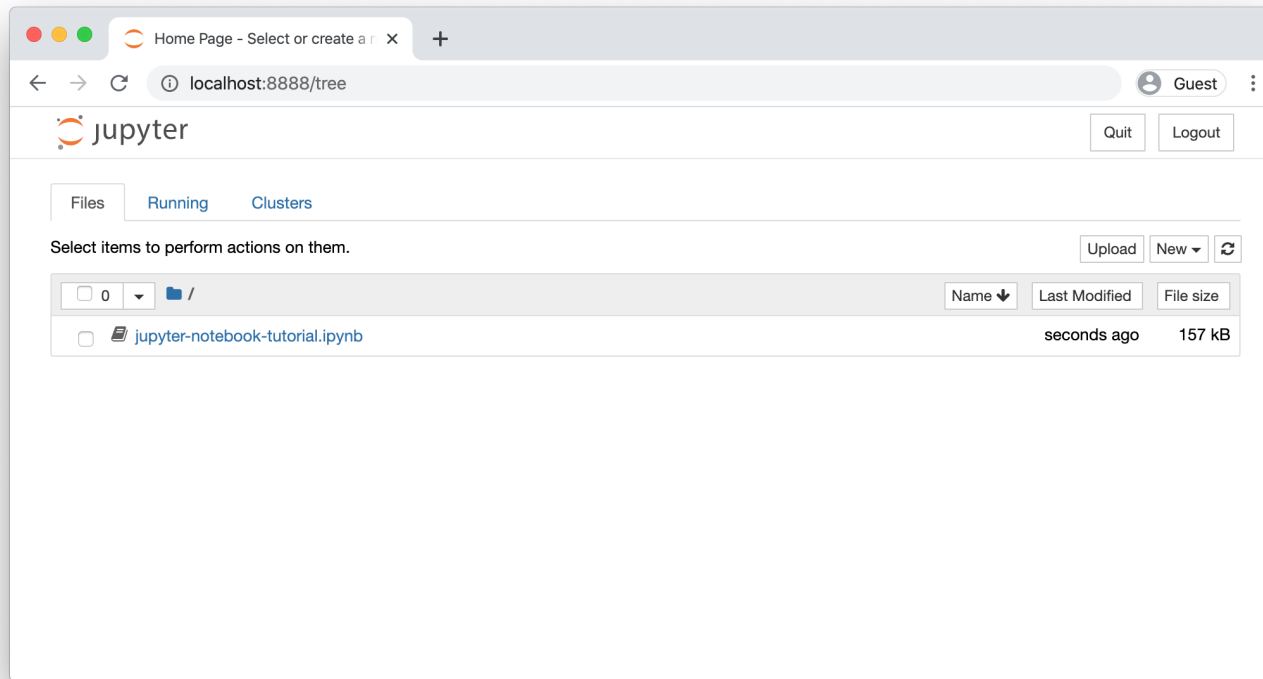 Home Page - Select or create a
localhost:8888/tree
Guest
jupyter
Quit
Logout
Files
Running
Clusters
Select items to perform actions on them.
Upload
New
0
/
Name
Last Modified
File size
jupyter-notebook-tutorial.ipynb
seconds ago
157 kB